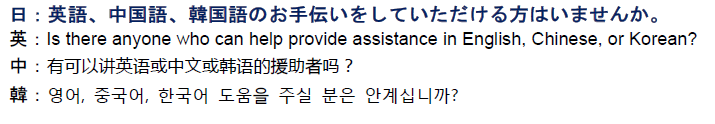 日：英語、中国語、韓国語のお手伝いをしていただける方はいませんか。
英：Is there anyone who can help provide assistance in English, Chinese, or Korean?
中：有可以讲英语或中文或韩语的援助者吗？
韓：영어, 중국어, 한국어 도움을 주실 분은 안계십니까?